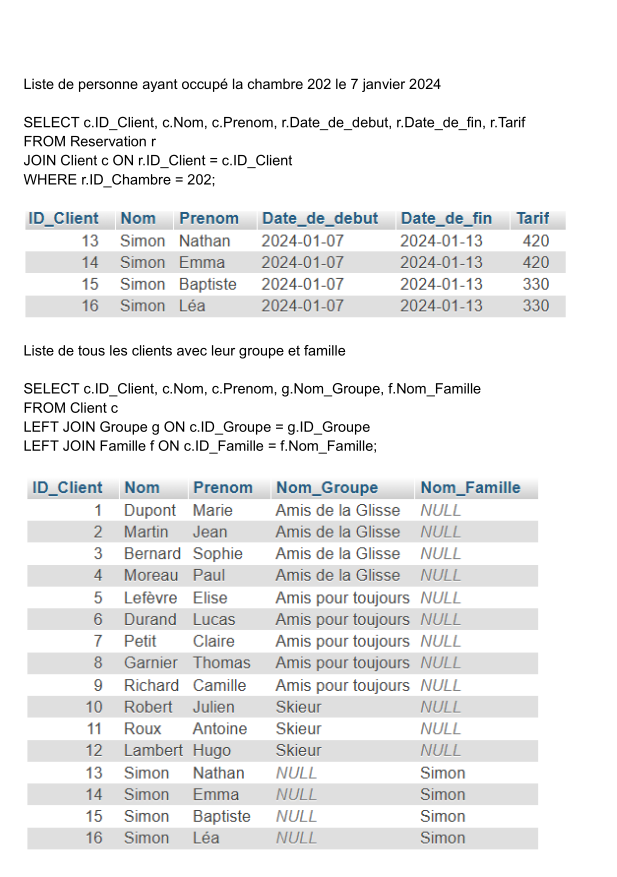 Liste de personne ayant occupé la chambre 202 le 7 janvier 2024
SELECT c.ID_Client, c.Nom, c.Prenom, r.Date_de_debut, r.Date_de_fin, r.Tarif
FROM Reservation r
JOIN Client c ON r.ID_Client = c.ID_Client
WHERE r.ID_Chambre = 202;
ID_Client Nom Prenom Date_de_debut Date_de_fin Tarif
13 Simon Nathan 2024-01-07 2024-01-13 420
14 Simon Emma 2024-01-07 2024-01-13 420
15 Simon Baptiste 2024-01-07 2024-01-13 330
16 Simon Léa 2024-01-07 2024-01-13 330
Liste de tous les clients avec leur groupe et famille
SELECT c.ID_Client, c.Nom, c.Prenom, g.Nom_Groupe, f.Nom_Famille
FROM Client c
LEFT JOIN Groupe g ON c.ID_Groupe = g.ID_Groupe
LEFT JOIN Famille f ON c.ID_Famille = f.Nom_Famille;
ID_Client Nom Prenom Nom_Groupe Nom_Famille
1 Dupont Marie Amis de la Glisse NULL
2 Martin Jean Amis de la Glisse NULL
3 Bernard Sophie Amis de la Glisse NULL
4 Moreau Paul Amis de la Glisse NULL
5 Lefèvre Elise Amis pour toujours NULL
6 Durand Lucas Amis pour toujours NULL
7 Petit Claire Amis pour toujours NULL
8 Garnier Thomas Amis pour toujours NULL
9 Richard Camille Amis pour toujours NULL
10 Robert Julien Skieur NULL
11 Roux Antoine Skieur NULL
12 Lambert Hugo Skieur NULL
13 Simon Nathan NULL Simon
14 Simon Emma NULL Simon
15 Simon Baptiste NULL Simon
16 Simon Léa NULL Simon